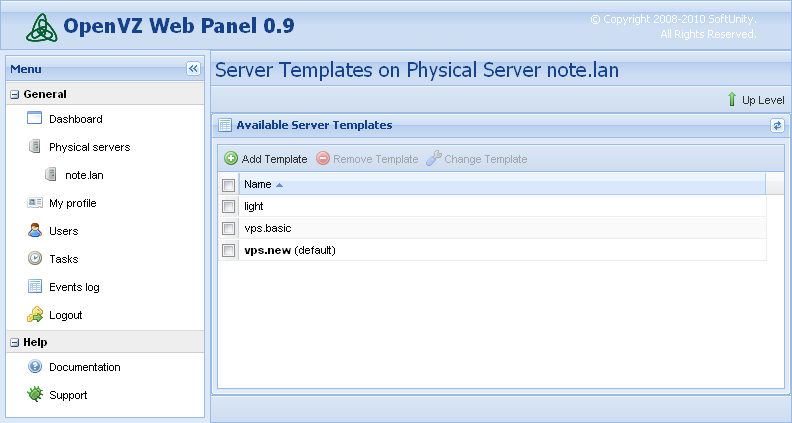 OpenVZ Web Panel 0.9
© Copyright 2008-2010 SoftUnity.
All Rights Reserved.
Menu
General
Dashboard
Physical servers
note.lan
My profile
Users
Tasks
Events log
Logout
Help
Documentation
Support
Server Templates on Physical Server note.lan
Up Level
Available Server Templates
Add Template Remove Template Change Template
Name
light
vps.basic
vps.new (default)